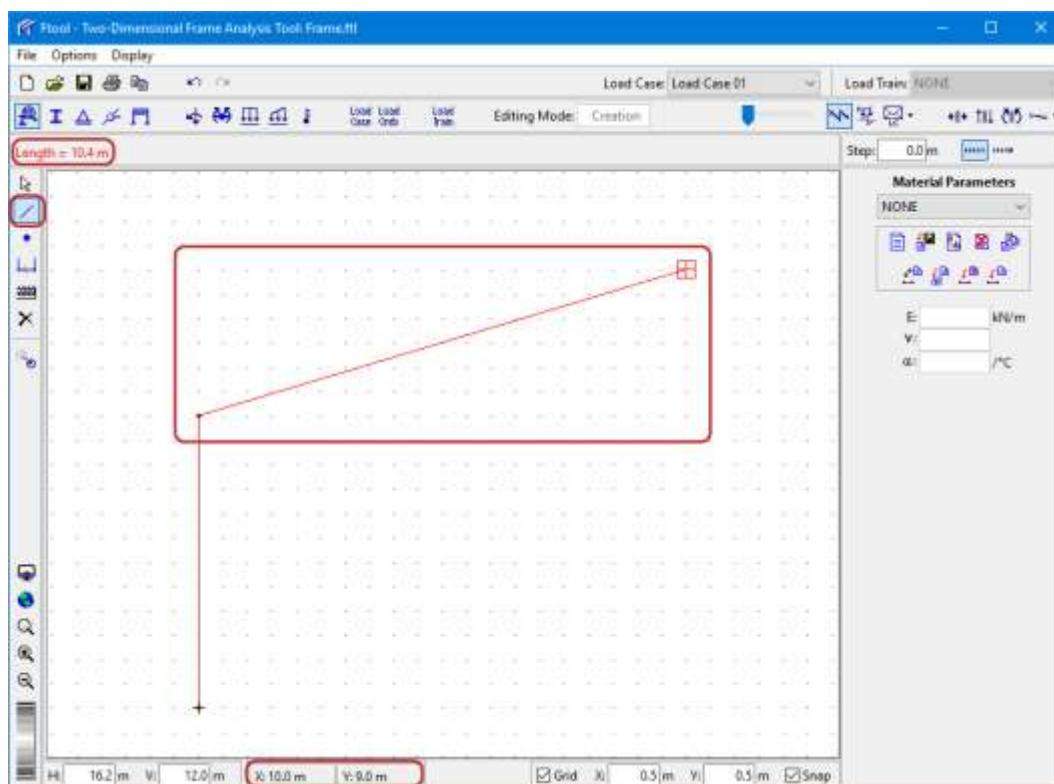 Ftool - Two-Dimensional Frame Analysis Tool: Frame.ftl
File Options Display
Load Case: Load Case 01 Load Train: NONE
Load Case Load Cmb Load Train Editing Mode: Creation
Length = 10.4 m Step: 0.0 m
Material Parameters
NONE
E: kN/m
ν:
α: /°C
H: 16.2 m V: 12.0 m X: 10.0 m Y: 9.0 m Grid X: 0.5 m Y: 0.5 m Snap